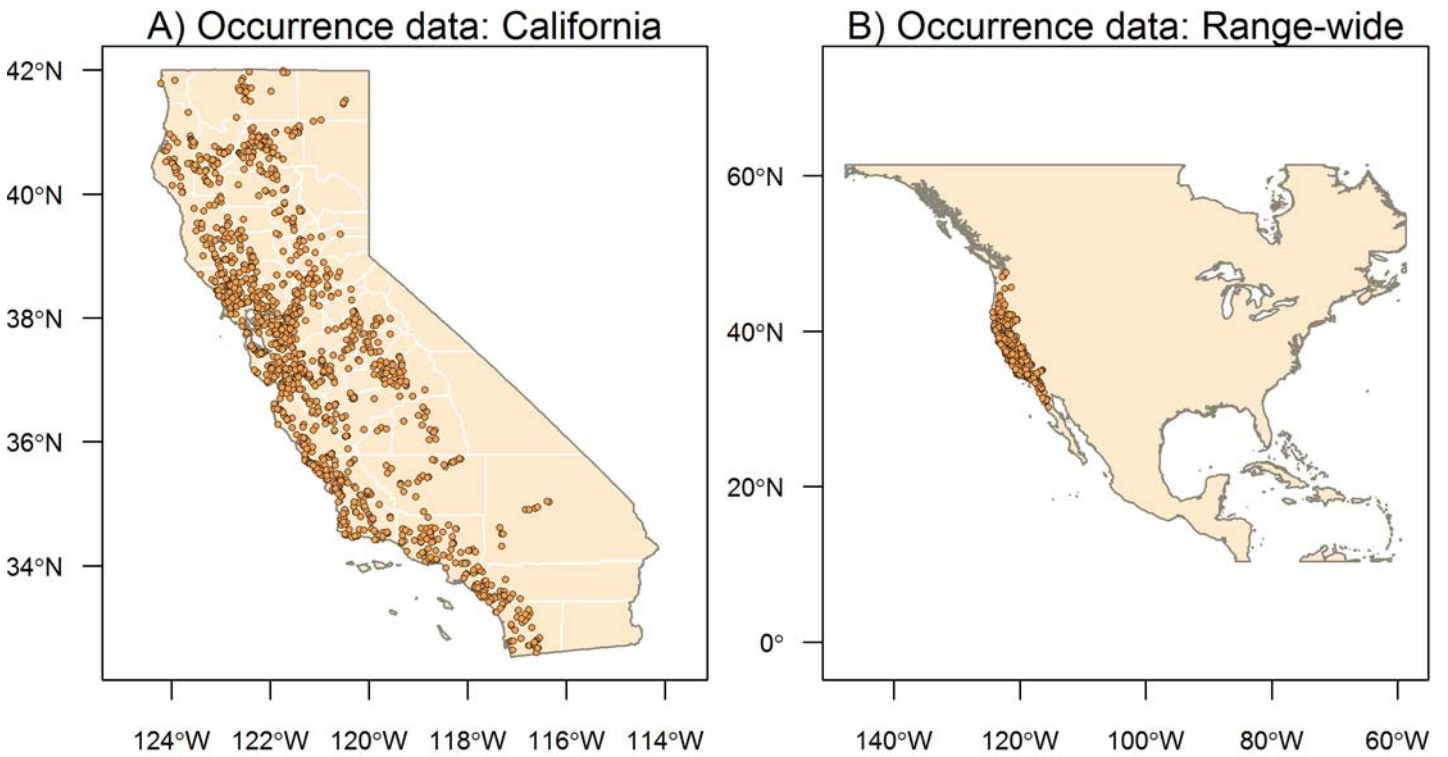 A) Occurrence data: California
42°N
40°N
38°N
36°N
34°N
124°W 122°W 120°W 118°W 116°W 114°W
B) Occurrence data: Range-wide
60°N
40°N
20°N
0°
140°W 120°W 100°W 80°W 60°W